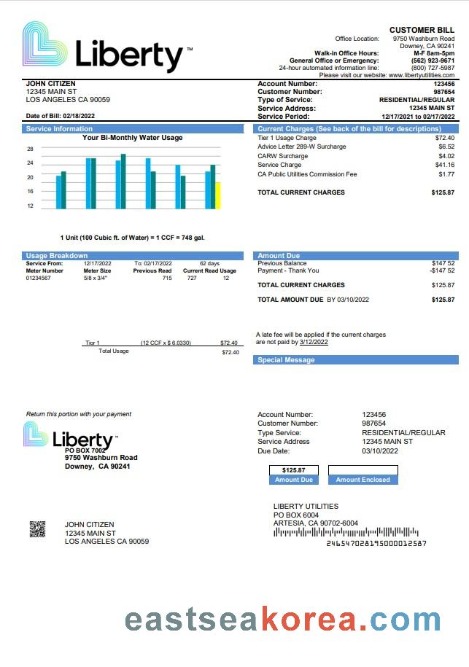 Liberty™
CUSTOMER BILL
Office Location: 9750 Washburn Road
Downey, CA 90241
Walk-in Office Hours: M-F 8am-5pm
General Office or Emergency: (562) 923-9671
24-hour automated information line: (800) 727-5987
Please visit our website: www.libertyutilities.com
JOHN CITIZEN
12345 MAIN ST
LOS ANGELES CA 90059
Date of Bill: 02/18/2022
Account Number: 123456
Customer Number: 987654
Type of Service: RESIDENTIAL/REGULAR
Service Address: 12345 MAIN ST
Service Period: 12/17/2021 to 02/17/2022
Service Information
Your Bi-Monthly Water Usage
28
24
20
16
12
1 Unit (100 Cubic ft. of Water) = 1 CCF = 748 gal.
Current Charges (See back of the bill for descriptions)
Tier 1 Usage Charge $72.40
Advice Letter 289-W Surcharge $6.52
CARW Surcharge $4.02
Service Charge $41.16
CA Public Utilities Commission Fee $1.77
TOTAL CURRENT CHARGES $125.87
Usage Breakdown
Service From: 12/17/2022 To: 02/17/2022 62 days
Meter Number Meter Size Previous Read Current Read Usage
01234567 5/8 x 3/4" 715 727 12
Tier 1 (12 CCF x $ 6.0330) $72.40
Total Usage $72.40
Amount Due
Previous Balance $147.52
Payment - Thank You -$147.52
TOTAL CURRENT CHARGES $125.87
TOTAL AMOUNT DUE BY 03/10/2022 $125.87
A late fee will be applied if the current charges
are not paid by 3/12/2022
Special Message
Return this portion with your payment
Liberty™
PO BOX 7002
9750 Washburn Road
Downey, CA 90241
Account Number: 123456
Customer Number: 987654
Type Service: RESIDENTIAL/REGULAR
Service Address 12345 MAIN ST
Due Date: 03/10/2022
$125.87
Amount Due
Amount Enclosed
JOHN CITIZEN
12345 MAIN ST
LOS ANGELES CA 90059
LIBERTY UTILITIES
PO BOX 6004
ARTESIA, CA 90702-6004
eastseakorea.com